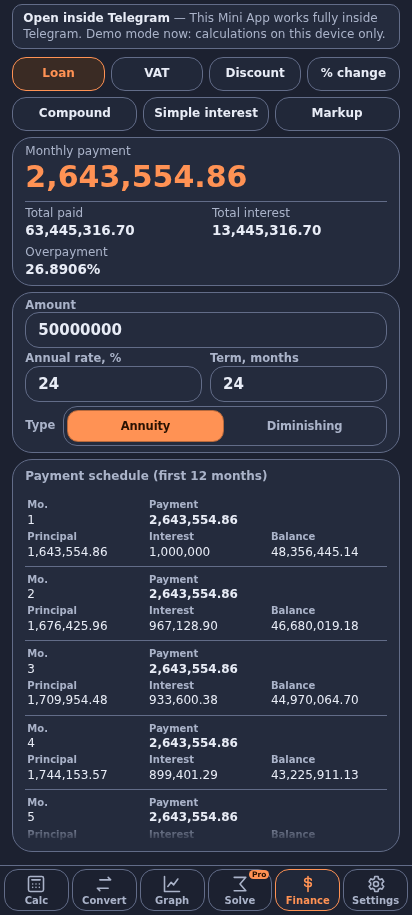 Open inside Telegram — This Mini App works fully inside
Telegram. Demo mode now: calculations on this device only.
Loan VAT Discount % change
Compound Simple interest Markup
Monthly payment
2,643,554.86
Total paid Total interest
63,445,316.70 13,445,316.70
Overpayment
26.8906%
Amount
50000000
Annual rate, % Term, months
24 24
Type Annuity Diminishing
Payment schedule (first 12 months)
Mo. Payment
1 2,643,554.86
Principal Interest Balance
1,643,554.86 1,000,000 48,356,445.14
Mo. Payment
2 2,643,554.86
Principal Interest Balance
1,676,425.96 967,128.90 46,680,019.18
Mo. Payment
3 2,643,554.86
Principal Interest Balance
1,709,954.48 933,600.38 44,970,064.70
Mo. Payment
4 2,643,554.86
Principal Interest Balance
1,744,153.57 899,401.29 43,225,911.13
Mo. Payment
5 2,643,554.86
Principal Interest Balance
Pro
Calc Convert Graph Solve Finance Settings